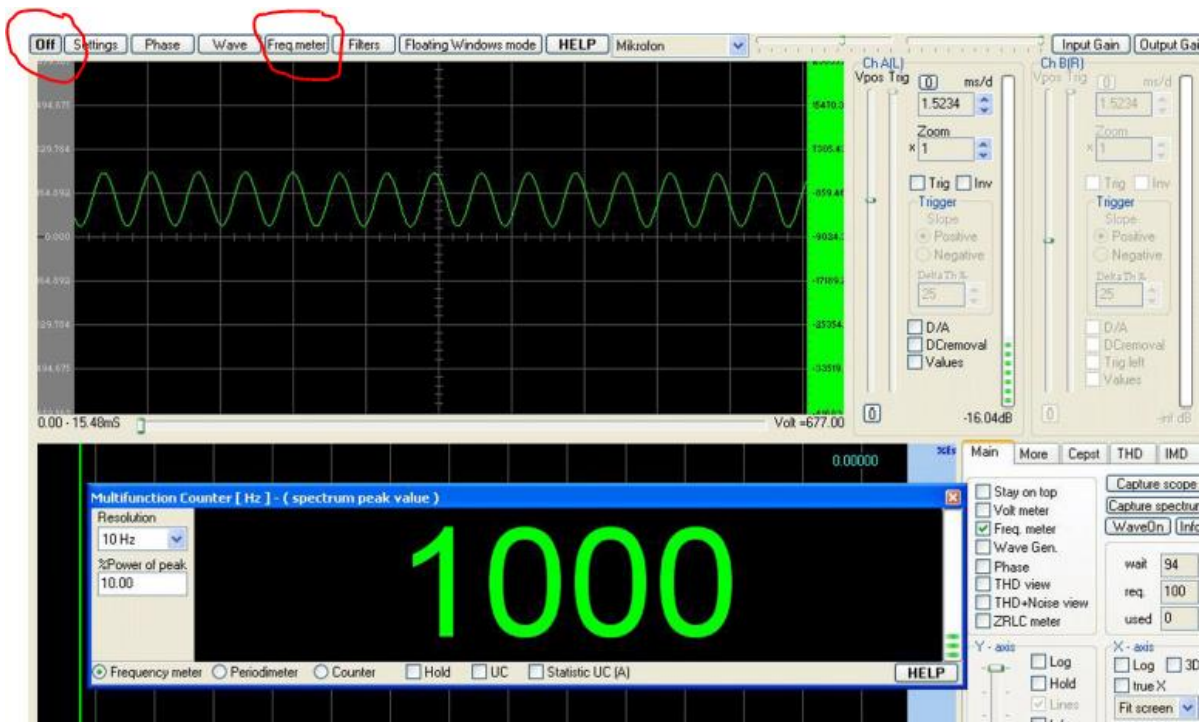 Off Settings Phase Wave Freq.meter Filters Floating Windows mode HELP Mikrofon Input Gain Output Gai
Ch A(L) Ch B(R)
Vpos Trig 0 ms/d Vpos Trig 0 ms/d
1.5234 1.5234
Zoom Zoom
x 1 x 1
Trig Inv Trig Inv
Trigger Trigger
Slope Slope
Positive Positive
Negative Negative
Delta Th % Delta Th %
25 25
D/A D/A
DCremoval DCremoval
Values Trig left
Values
0 -16.04dB 0 -inf dB
0.000
0.00 - 15.48mS Volt =677.00
0.00000
Main More Cepst THD IMD
Multifunction Counter [ Hz ] - ( spectrum peak value )
Resolution
10 Hz
%Power of peak
10.00
1000
Frequency meter Periodimeter Counter Hold UC Statistic UC (A) HELP
Stay on top Capture scope
Volt meter Capture spectrum
Freq. meter WaveOn Info
Wave Gen.
Phase wait 94
THD view
THD+Noise view req. 100
ZRLC meter used 0
Y - axis X - axis
Log Log 3D
Hold true X
Lines Fit screen